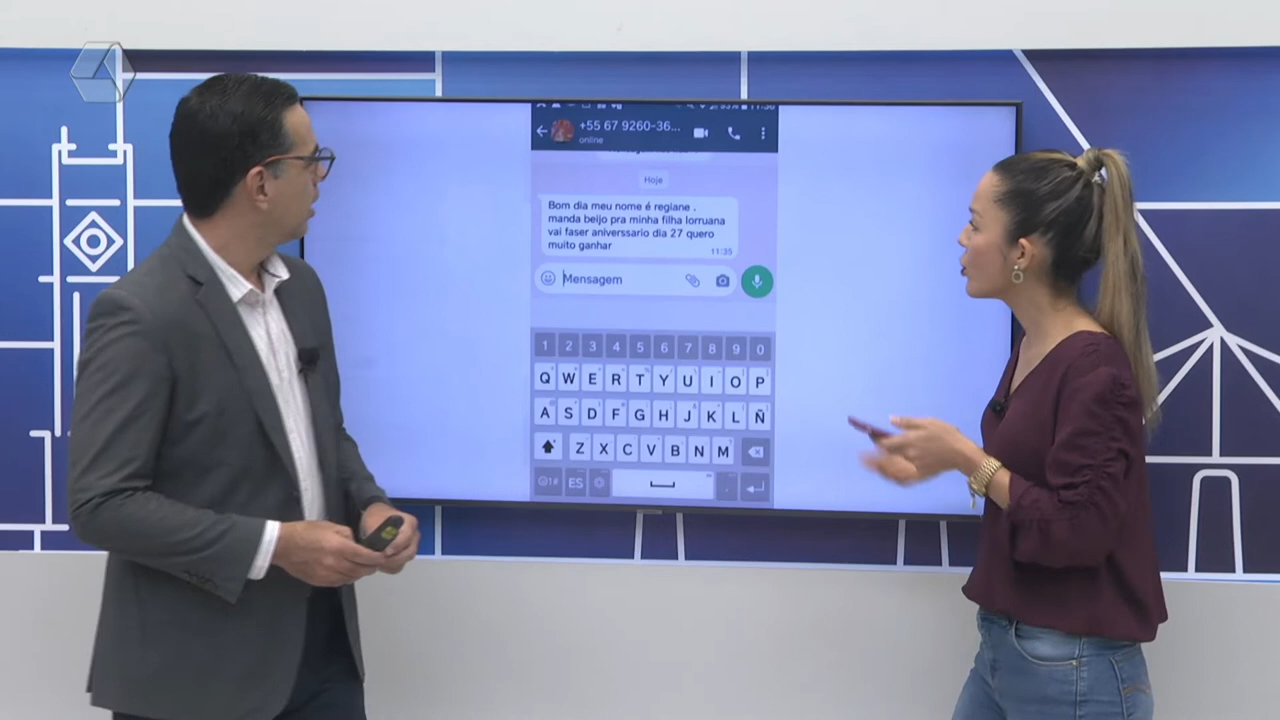 +55 67 9260-36...
online
Hoje
Bom dia meu nome é regiane .
manda beijo pra minha filha lorruana
vai faser aniverssario dia 27 quero
muito ganhar
11:35
Mensagem
1 2 3 4 5 6 7 8 9 0
Q W E R T Y U I O P
A S D F G H J K L Ñ
Z X C V B N M
!# ES